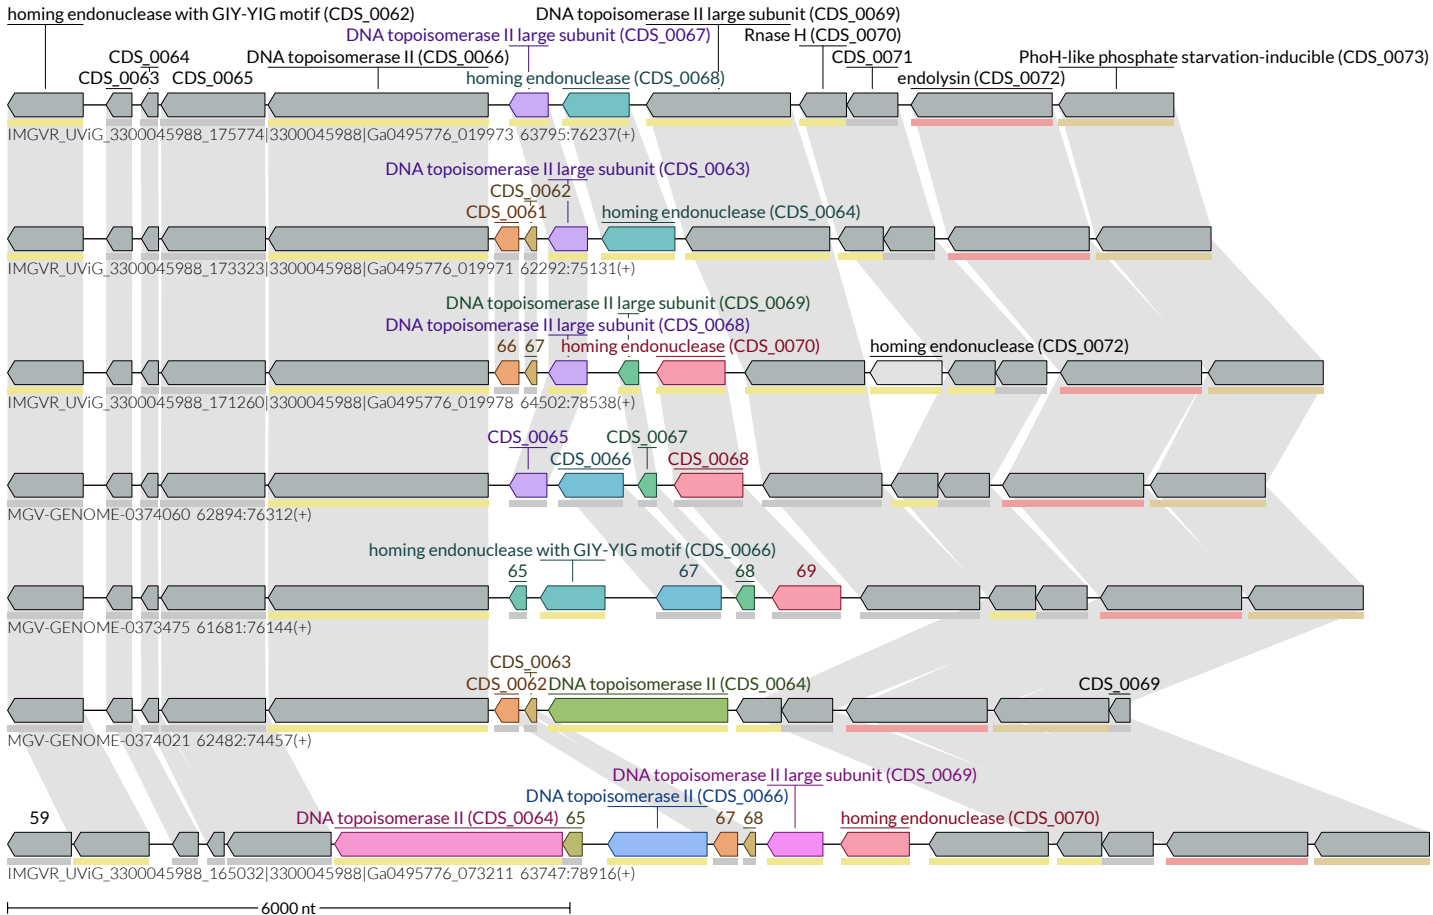 homing endonuclease with GIY-YIG motif (CDS_0062)
DNA topoisomerase II large subunit (CDS_0069)
DNA topoisomerase II large subunit (CDS_0067)
Rnase H (CDS_0070)
CDS_0064
DNA topoisomerase II (CDS_0066)
CDS_0071
PhoH-like phosphate starvation-inducible (CDS_0073)
CDS_0063
CDS_0065
homing endonuclease (CDS_0068)
endolysin (CDS_0072)
IMGVR_UViG_3300045988_175774|3300045988|Ga0495776_019973 63795:76237(+)
DNA topoisomerase II large subunit (CDS_0063)
CDS_0062
CDS_0061
homing endonuclease (CDS_0064)
IMGVR_UViG_3300045988_173323|3300045988|Ga0495776_019971 62292:75131(+)
DNA topoisomerase II large subunit (CDS_0069)
DNA topoisomerase II large subunit (CDS_0068)
66
67
homing endonuclease (CDS_0070)
homing endonuclease (CDS_0072)
IMGVR_UViG_3300045988_171260|3300045988|Ga0495776_019978 64502:78538(+)
CDS_0065
CDS_0067
CDS_0066
CDS_0068
MGV-GENOME-0374060 62894:76312(+)
homing endonuclease with GIY-YIG motif (CDS_0066)
65
67
68
69
MGV-GENOME-0373475 61681:76144(+)
CDS_0063
CDS_0062
DNA topoisomerase II (CDS_0064)
CDS_0069
MGV-GENOME-0374021 62482:74457(+)
DNA topoisomerase II large subunit (CDS_0069)
DNA topoisomerase II (CDS_0066)
59
DNA topoisomerase II (CDS_0064)
65
67
68
homing endonuclease (CDS_0070)
IMGVR_UViG_3300045988_165032|3300045988|Ga0495776_073211 63747:78916(+)
6000 nt